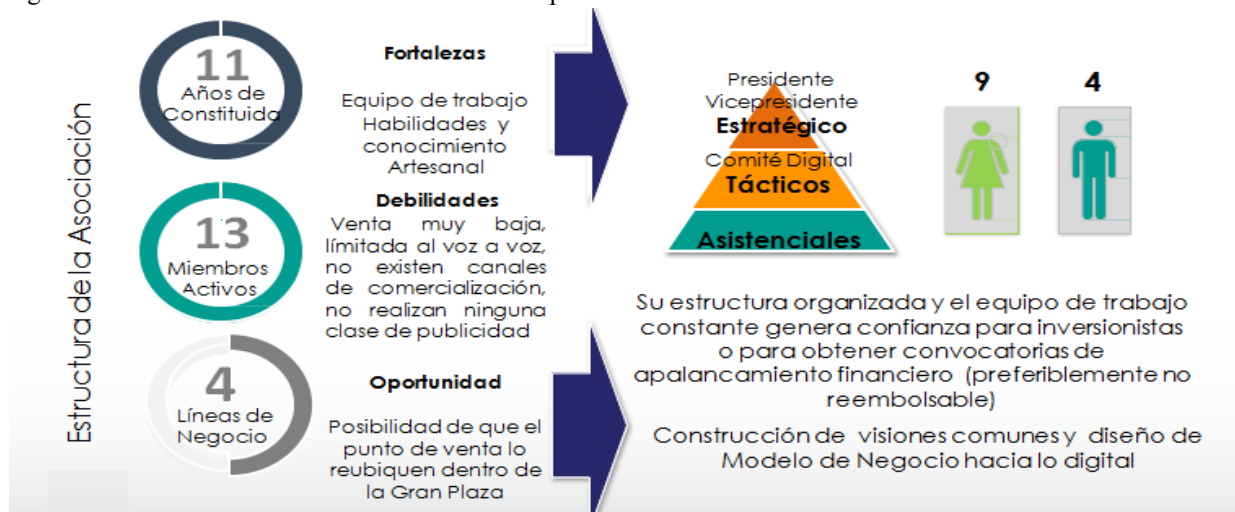 Estructura de la Asociación
11
Años de
Constituida
13
Miembros
Activos
4
Líneas de
Negocio
Fortalezas
Equipo de trabajo
Habilidades y
conocimiento
Artesanal
Debilidades
Venta muy baja,
límitada al voz a voz,
no existen canales
de comercialización,
no realizan ninguna
clase de publicidad
Oportunidad
Posibilidad de que el
punto de venta lo
reubiquen dentro de
la Gran Plaza
Presidente
Vicepresidente
Estratégico
Comité Digital
Tácticos
Asistenciales
9
4
Su estructura organizada y el equipo de trabajo
constante genera confianza para inversionistas
o para obtener convocatorias de
apalancamiento financiero (preferiblemente no
reembolsable)
Construcción de visiones comunes y diseño de
Modelo de Negocio hacia lo digital